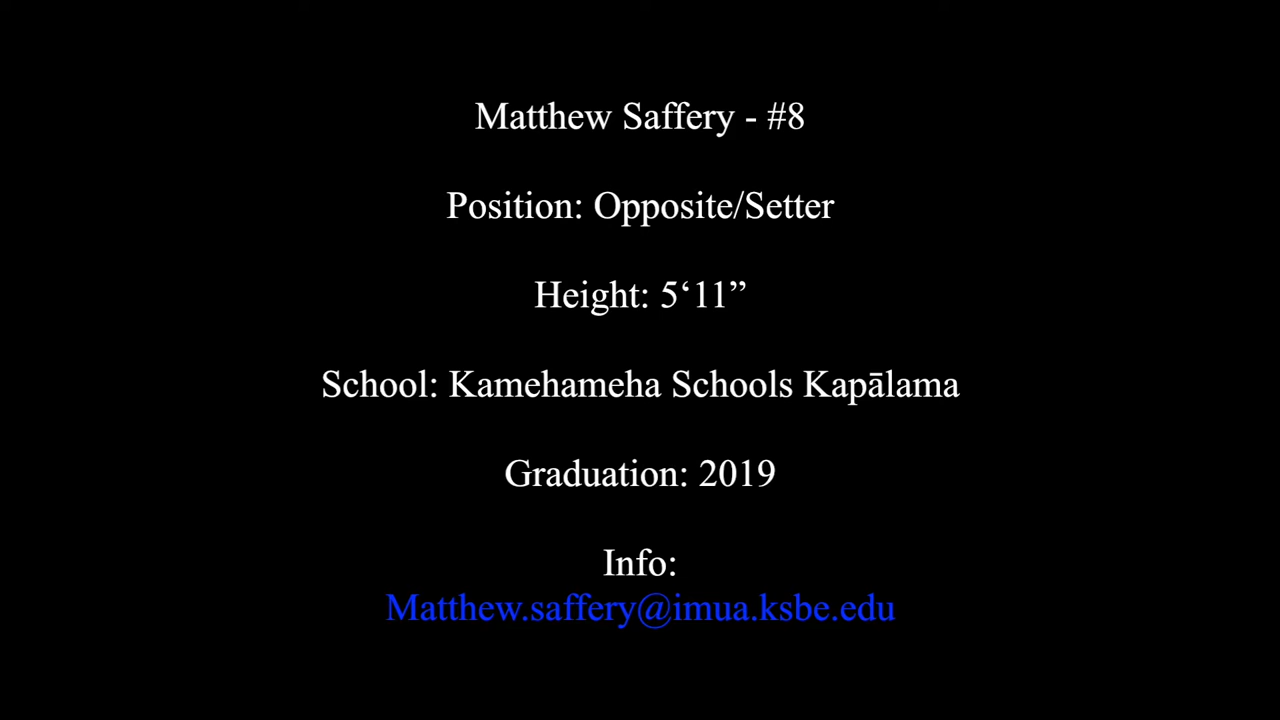 Matthew Saffery - #8
Position: Opposite/Setter
Height: 5‘11”
School: Kamehameha Schools Kapālama
Graduation: 2019
Info:
Matthew.saffery@imua.ksbe.edu